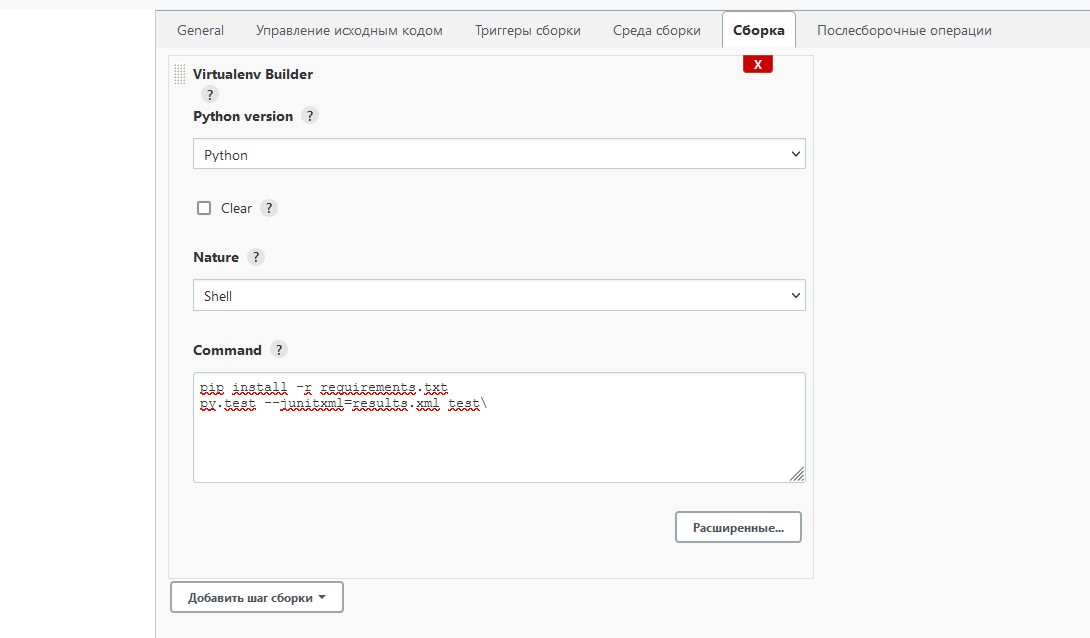 General Управление исходным кодом Триггеры сборки Среда сборки Сборка Послесборочные операции
X
Virtualenv Builder
?
Python version ?
Python
Clear ?
Nature ?
Shell
Command ?
pip install -r requirements.txt
py.test --junitxml=results.xml test\
Расширенные...
Добавить шаг сборки